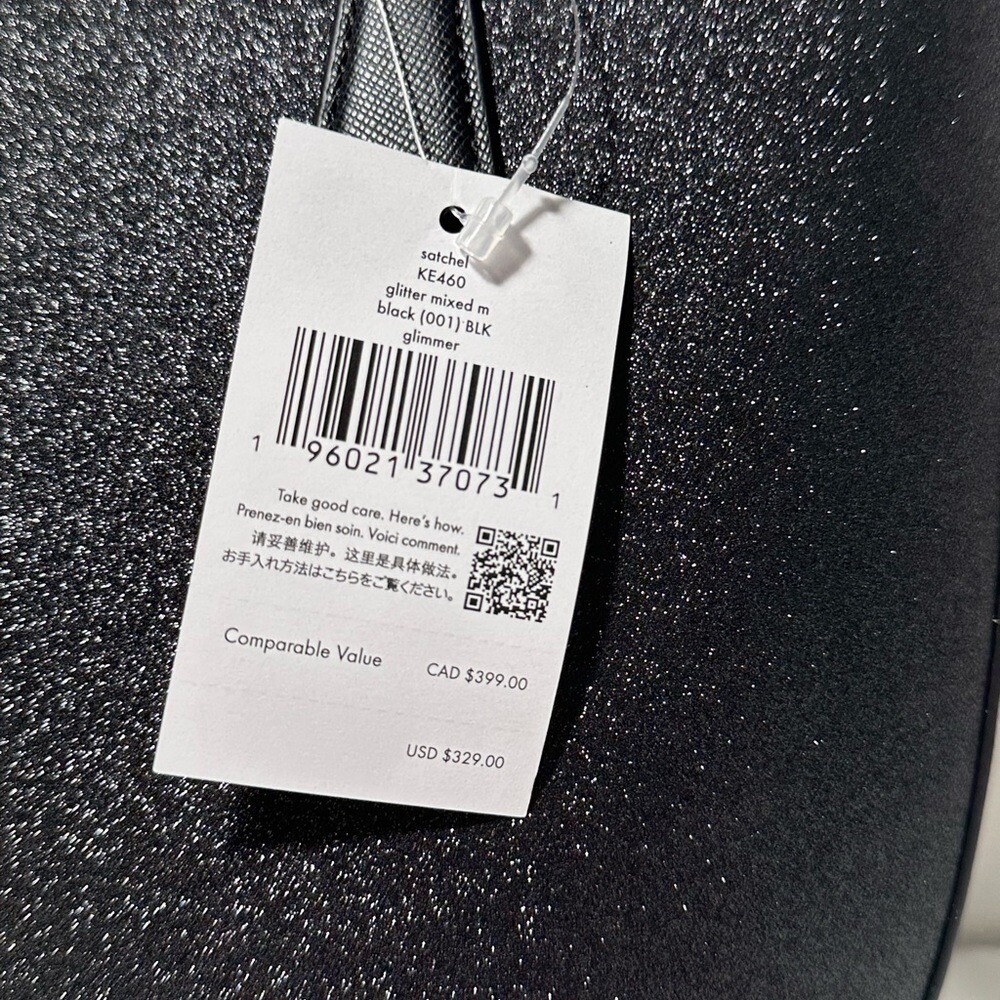 satchel
KE460
glitter mixed m
black (001) BLK
glimmer
1 96021 37073 1
Take good care. Here's how.
Prenez-en bien soin. Voici comment.
请妥善维护。这里是具体做法。
お手入れ方法はこちらをご覧ください。
Comparable Value
CAD $399.00
USD $329.00